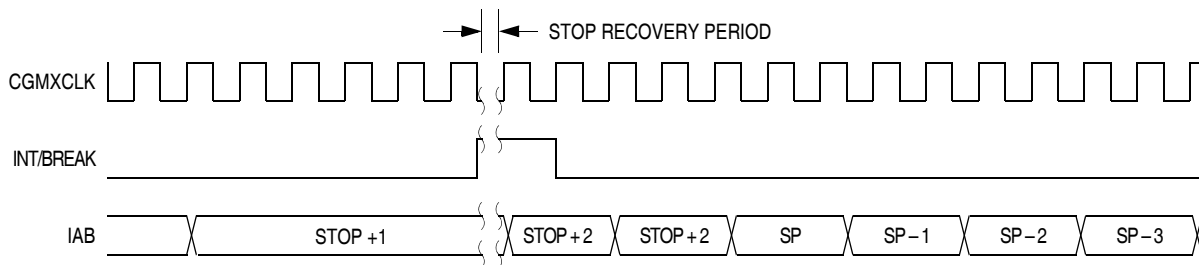 STOP RECOVERY PERIOD
CGMXCLK
INT/BREAK
IAB
STOP +1
STOP + 2
STOP + 2
SP
SP – 1
SP – 2
SP – 3